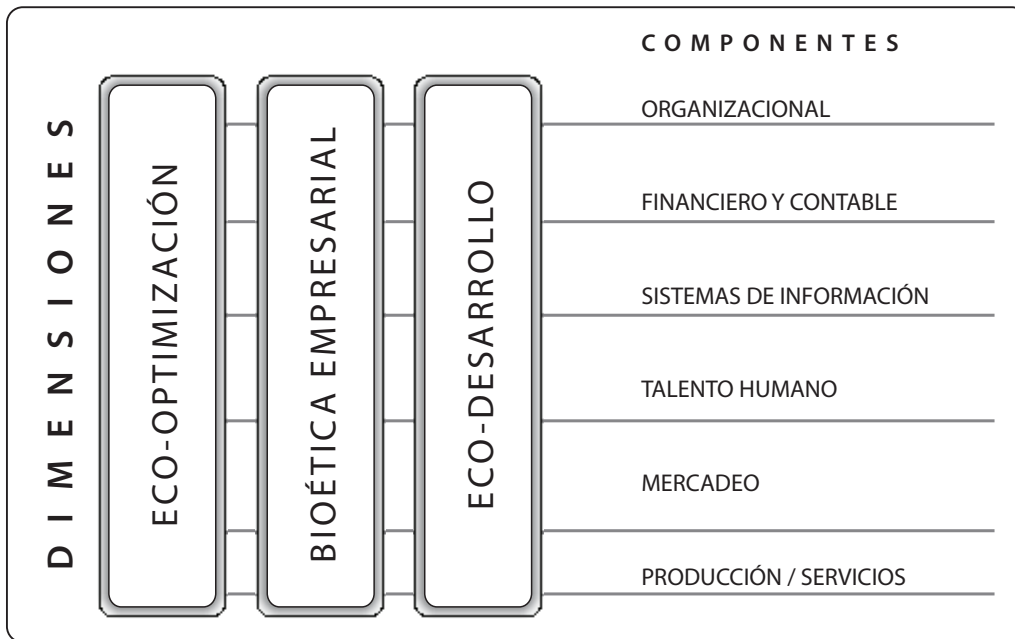 COMPONENTES
DIMENSIONES
ECO-OPTIMIZACIÓN
BIOÉTICA EMPRESARIAL
ECO-DESARROLLO
ORGANIZACIONAL
FINANCIERO Y CONTABLE
SISTEMAS DE INFORMACIÓN
TALENTO HUMANO
MERCADEO
PRODUCCIÓN / SERVICIOS